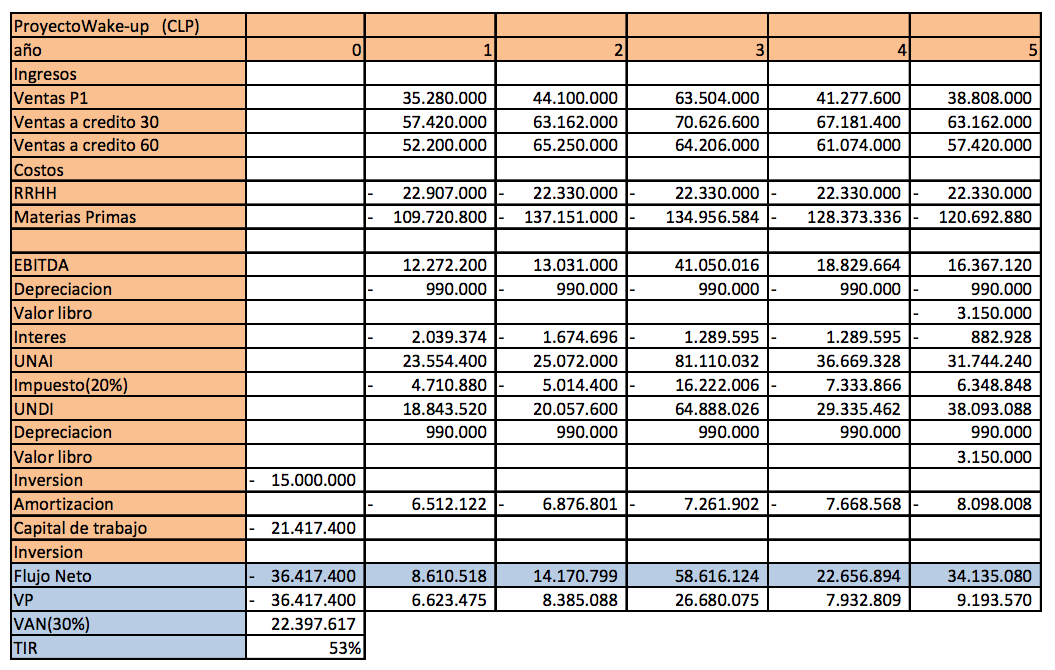 ProyectoWake-up (CLP)
año 0 1 2 3 4 5
Ingresos
Ventas P1 35.280.000 44.100.000 63.504.000 41.277.600 38.808.000
Ventas a credito 30 57.420.000 63.162.000 70.626.600 67.181.400 63.162.000
Ventas a credito 60 52.200.000 65.250.000 64.206.000 61.074.000 57.420.000
Costos
RRHH - 22.907.000 - 22.330.000 - 22.330.000 - 22.330.000 - 22.330.000
Materias Primas - 109.720.800 - 137.151.000 - 134.956.584 - 128.373.336 - 120.692.880
EBITDA 12.272.200 13.031.000 41.050.016 18.829.664 16.367.120
Depreciacion - 990.000 - 990.000 - 990.000 - 990.000 - 990.000
Valor libro - 3.150.000
Interes - 2.039.374 - 1.674.696 - 1.289.595 - 1.289.595 - 882.928
UNAI 23.554.400 25.072.000 81.110.032 36.669.328 31.744.240
Impuesto(20%) - 4.710.880 - 5.014.400 - 16.222.006 - 7.333.866 6.348.848
UNDI 18.843.520 20.057.600 64.888.026 29.335.462 38.093.088
Depreciacion 990.000 990.000 990.000 990.000 990.000
Valor libro 3.150.000
Inversion - 15.000.000
Amortizacion - 6.512.122 - 6.876.801 - 7.261.902 - 7.668.568 - 8.098.008
Capital de trabajo - 21.417.400
Inversion
Flujo Neto - 36.417.400 8.610.518 14.170.799 58.616.124 22.656.894 34.135.080
VP - 36.417.400 6.623.475 8.385.088 26.680.075 7.932.809 9.193.570
VAN(30%) 22.397.617
TIR 53%